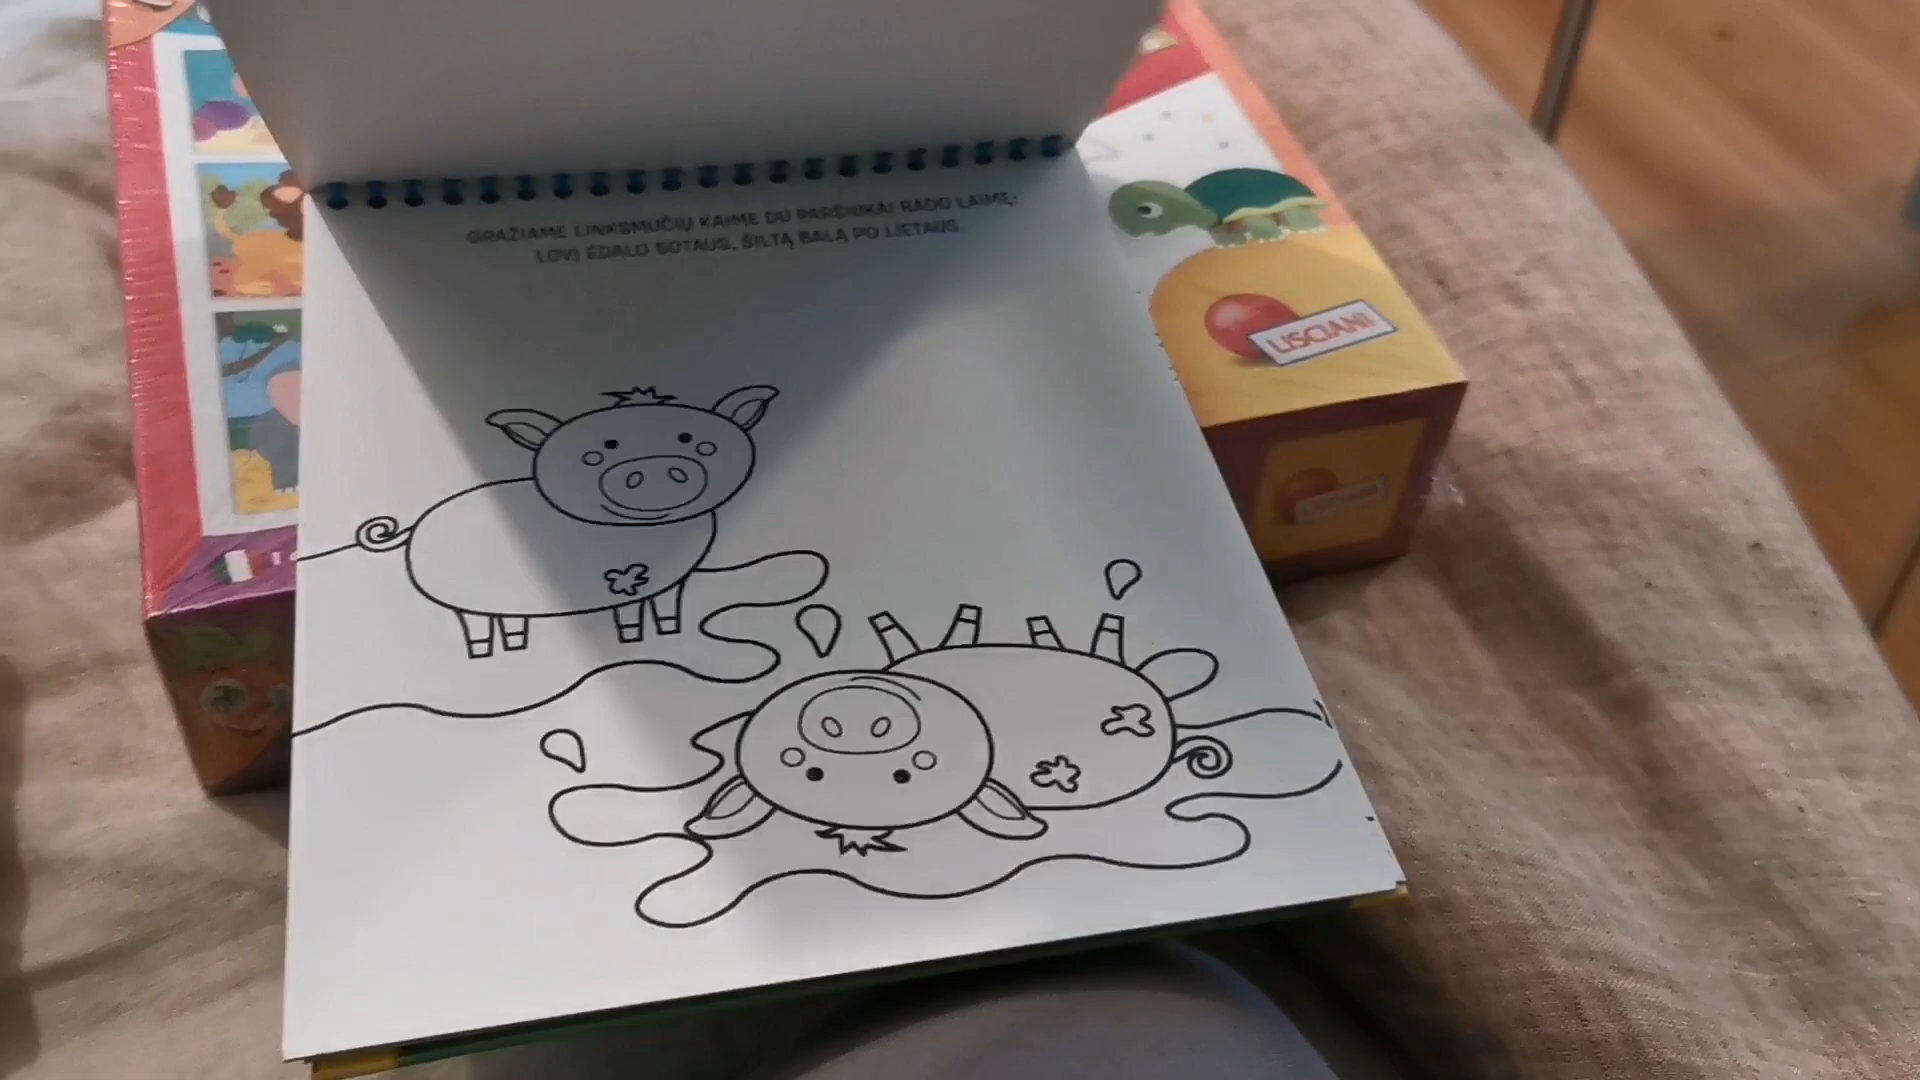 GRAŽIAME LINKSMUČIŲ KAIME DU PARŠIUKAI RADO LAIMĘ:
LOVĮ ĖDALO SOTAUS, ŠILTĄ BALĄ PO LIETAUS.
LISCIANI